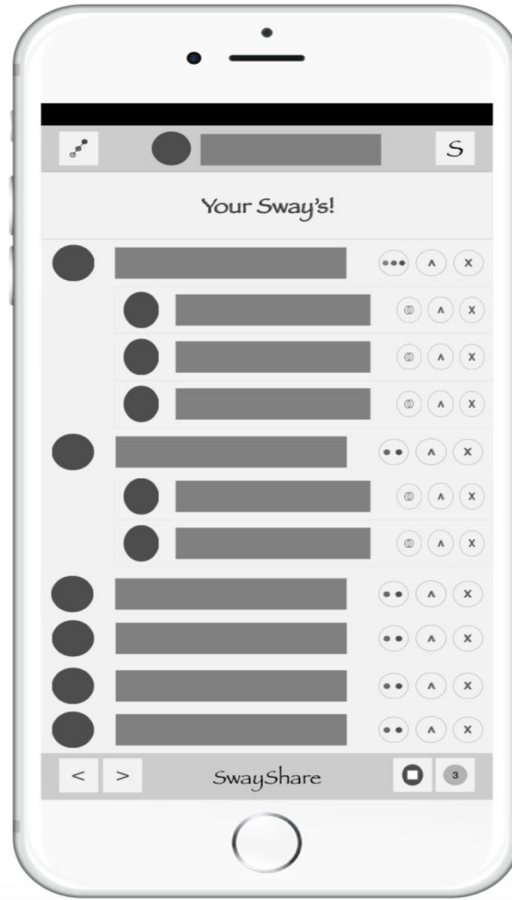 S
Your Sway's!
^ X
^ X
^ X
^ X
^ X
^ X
^ X
^ X
^ X
^ X
^ X
< > SwayShare 3